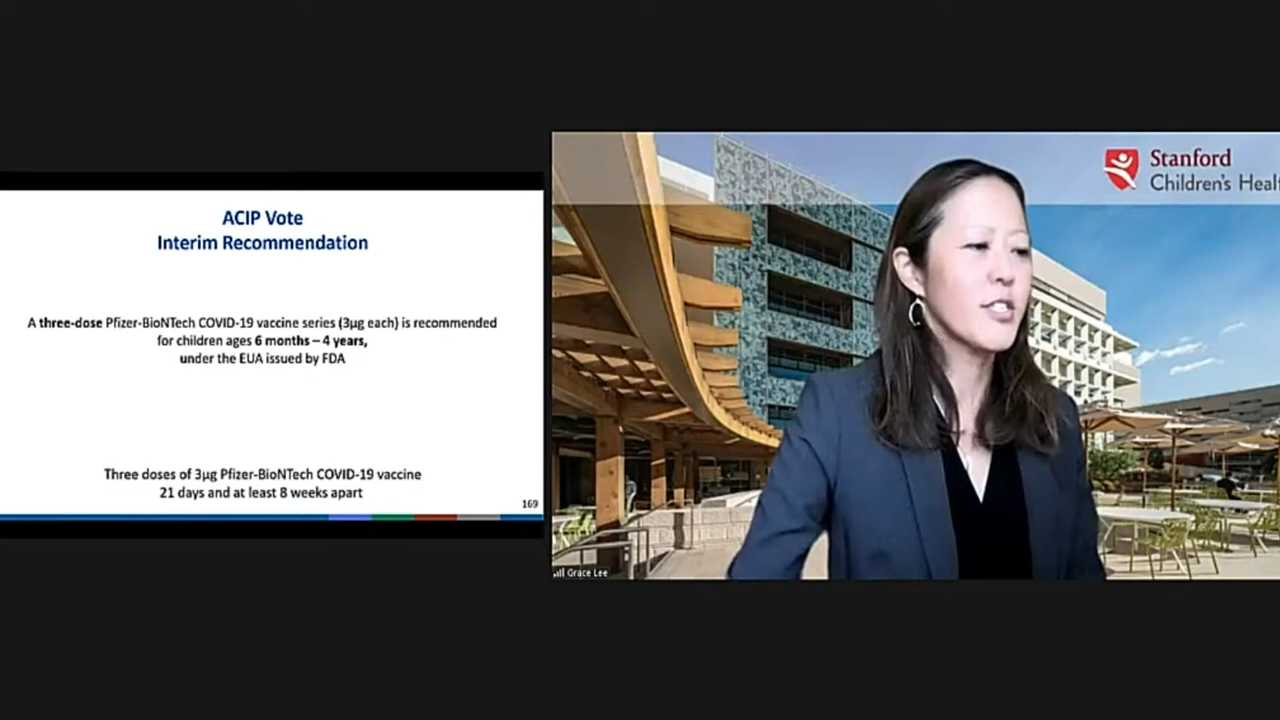 ACIP Vote
Interim Recommendation
A three-dose Pfizer-BioNTech COVID-19 vaccine series (3µg each) is recommended
for children ages 6 months – 4 years,
under the EUA issued by FDA
Three doses of 3µg Pfizer-BioNTech COVID-19 vaccine
21 days and at least 8 weeks apart
169
Stanford
Children's Healt
Grace Lee